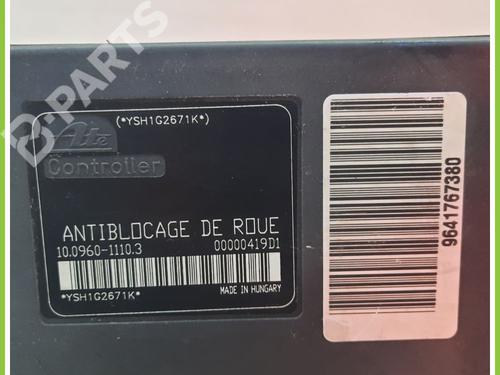 B-PARTS
(*YSH1G2671K*)
Ate
Controller
ANTIBLOCAGE DE ROUE
10.0960-1110.3 00000419D1
*YSH1G2671K* MADE IN HUNGARY
9641767380